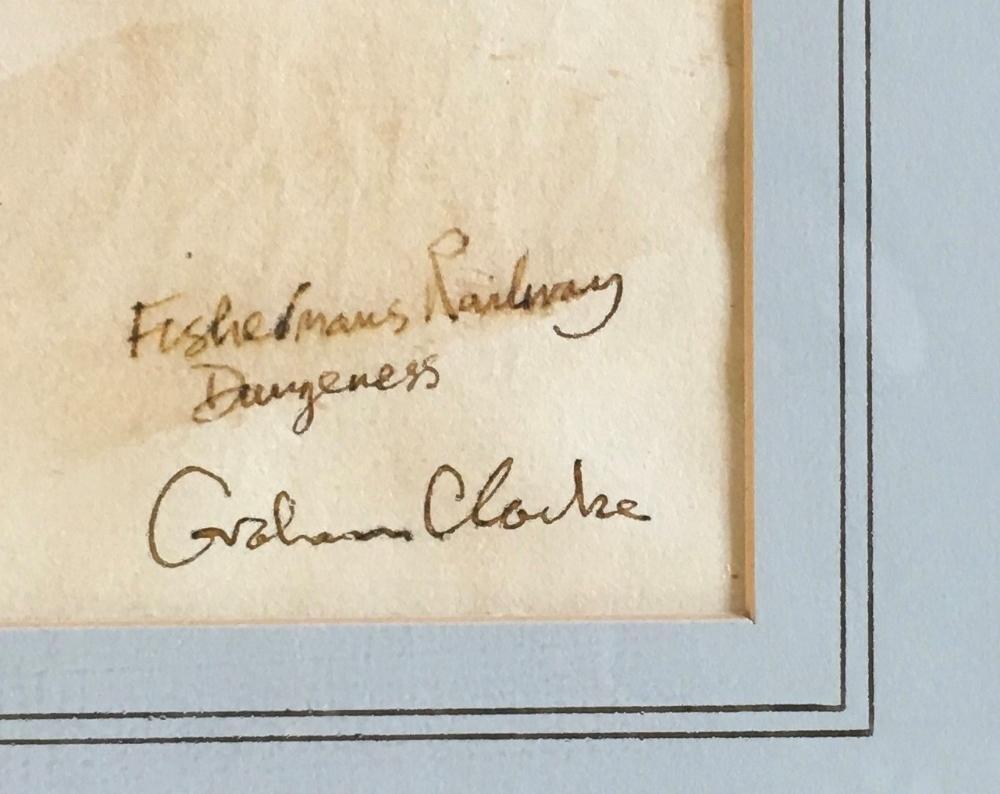 Fishermans Railway
Dungeness
Graham Clarke